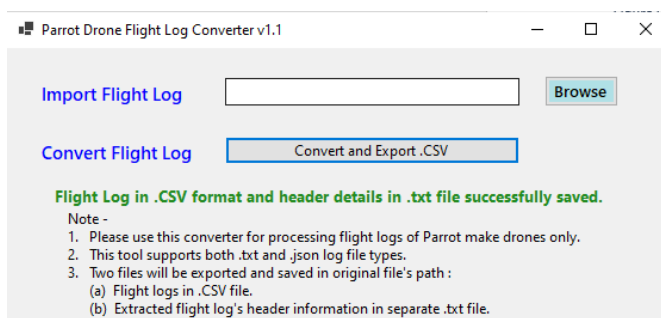 Parrot Drone Flight Log Converter v1.1
Import Flight Log
Browse
Convert Flight Log
Convert and Export .CSV
Flight Log in .CSV format and header details in .txt file successfully saved.
Note -
1. Please use this converter for processing flight logs of Parrot make drones only.
2. This tool supports both .txt and .json log file types.
3. Two files will be exported and saved in original file's path :
(a) Flight logs in .CSV file.
(b) Extracted flight log's header information in separate .txt file.